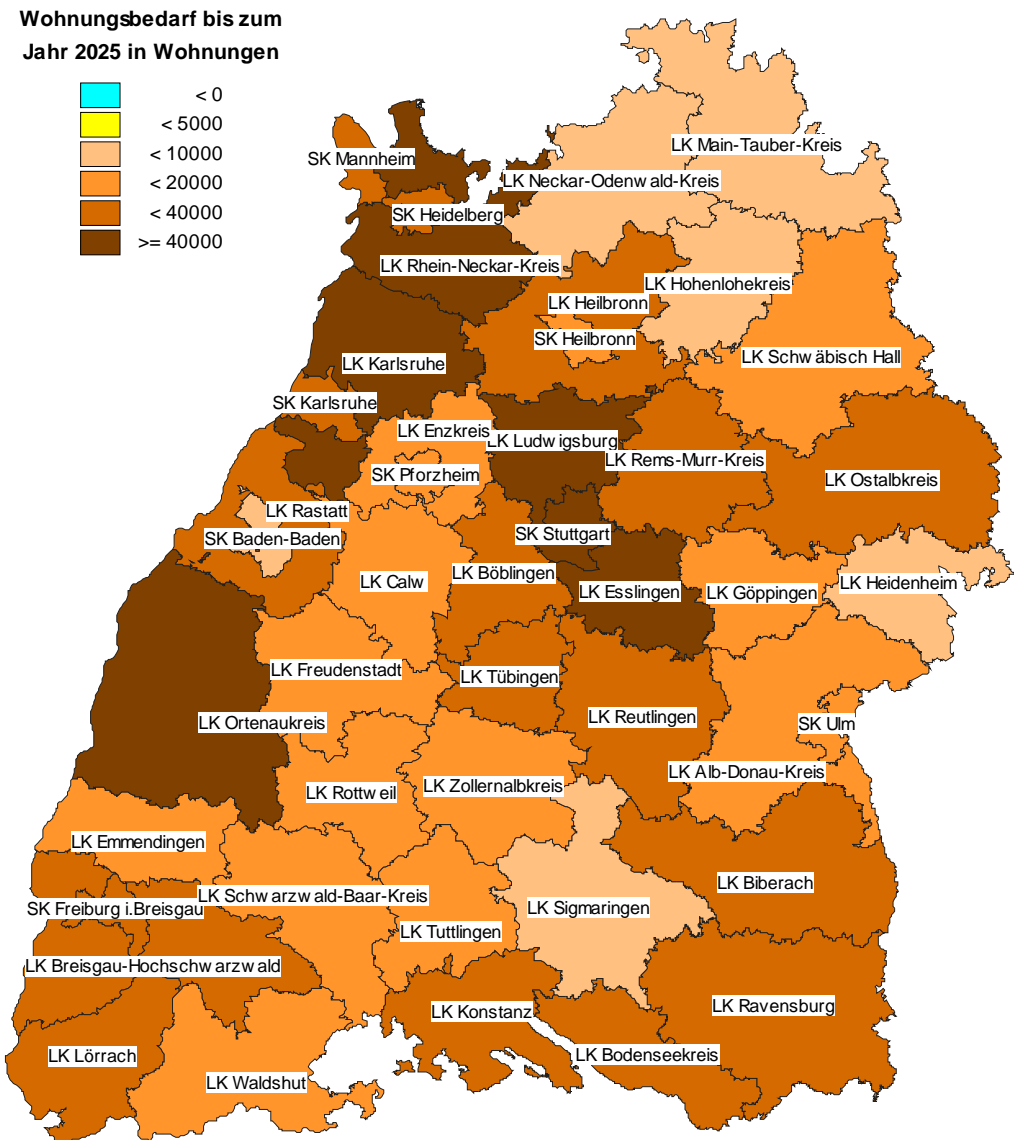 Wohnungsbedarf bis zum
Jahr 2025 in Wohnungen
< 0
< 5000
< 10000
< 20000
< 40000
>= 40000
LK Main-Tauber-Kreis
SK Mannheim
LK Neckar-Odenwald-Kreis
SK Heidelberg
LK Rhein-Neckar-Kreis
LK Hohenlohekreis
LK Heilbronn
SK Heilbronn
LK Schwäbisch Hall
LK Karlsruhe
SK Karlsruhe
LK Enzkreis
LK Ludwigsburg
LK Rems-Murr-Kreis
SK Pforzheim
LK Ostalbkreis
LK Rastatt
SK Baden-Baden
SK Stuttgart
LK Böblingen
LK Calw
LK Esslingen
LK Göppingen
LK Heidenheim
LK Freudenstadt
LK Tübingen
LK Ortenaukreis
LK Reutlingen
SK Ulm
LK Alb-Donau-Kreis
LK Rottweil
LK Zollernalbkreis
LK Emmendingen
LK Biberach
LK Schwarzwald-Baar-Kreis
SK Freiburg i.Breisgau
LK Sigmaringen
LK Tuttlingen
LK Breisgau-Hochschwarzwald
LK Konstanz
LK Ravensburg
LK Lörrach
LK Bodenseekreis
LK Waldshut